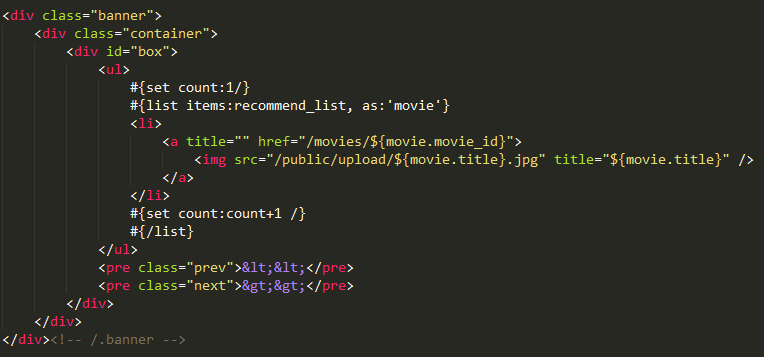 <div class="banner">
<div class="container">
<div id="box">
<ul>
#{set count:1/}
#{list items:recommend_list, as:'movie'}
<li>
<a title="" href="/movies/${movie.movie_id}">
<img src="/public/upload/${movie.title}.jpg" title="${movie.title}" />
</a>
</li>
#{set count:count+1 /}
#{/list}
</ul>
<pre class="prev">&lt;&lt;</pre>
<pre class="next">&gt;&gt;</pre>
</div>
</div>
</div><!-- /.banner -->